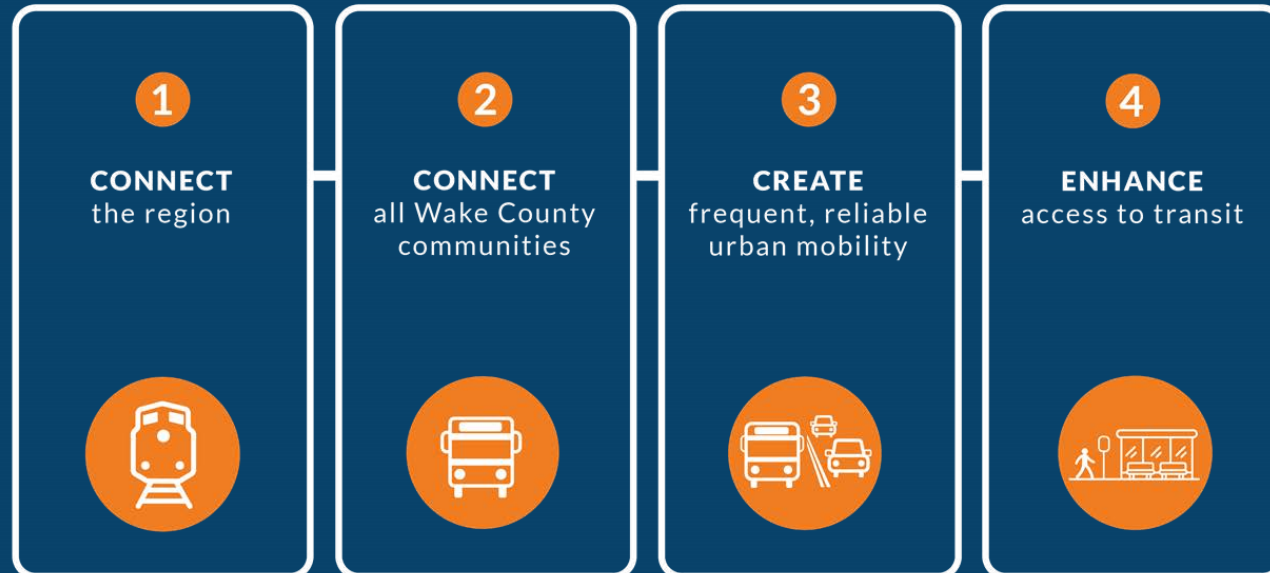 1
CONNECT
the region
2
CONNECT
all Wake County
communities
3
CREATE
frequent, reliable
urban mobility
4
ENHANCE
access to transit